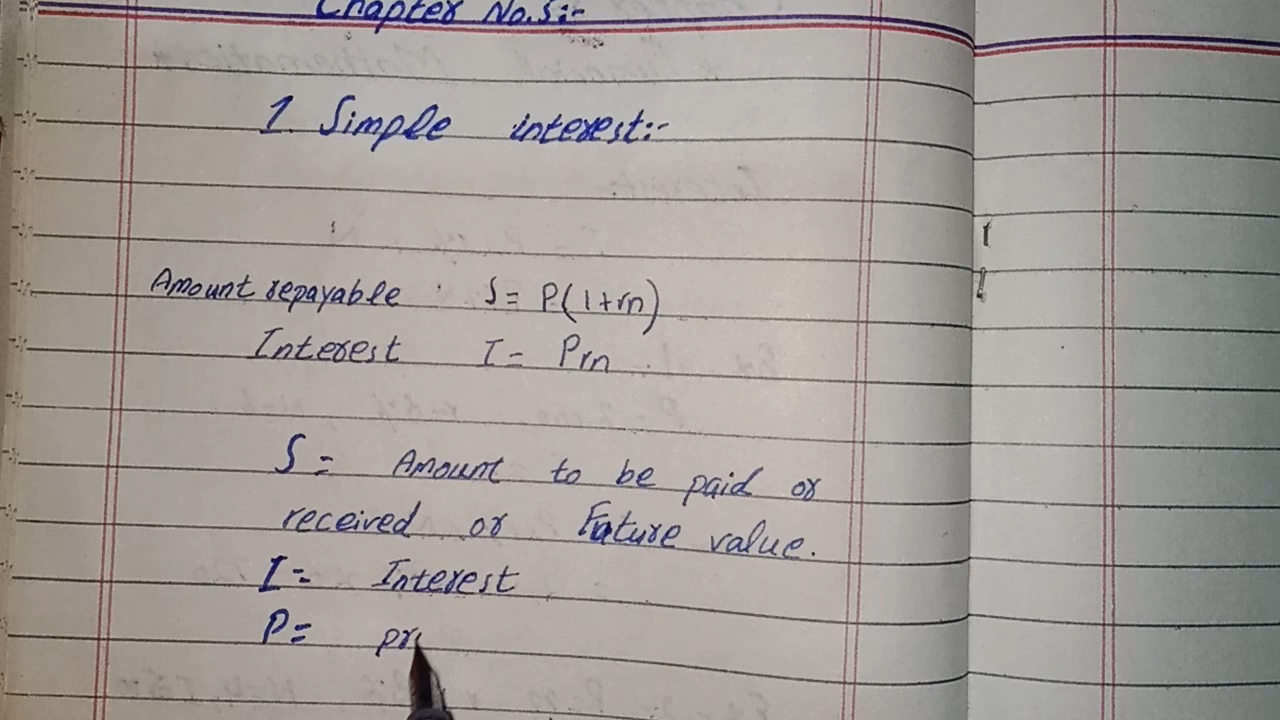 Chapter No.5:-
1. Simple interest:-
Amount repayable S= P(1+rn)
Interest I= Prn
S= Amount to be paid or
received or Future value.
I= Interest
P= pr